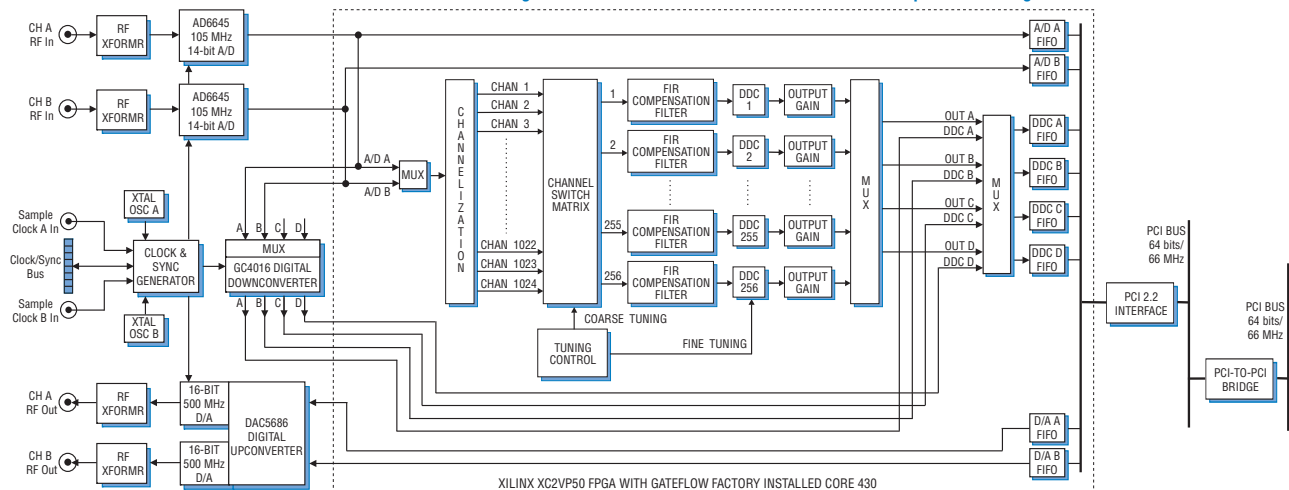 CH A
RF In
RF
XFORMR
AD6645
105 MHz
14-bit A/D
CH B
RF In
RF
XFORMR
AD6645
105 MHz
14-bit A/D
A/D A
FIFO
A/D B
FIFO
A/D A
A/D B
MUX
CHANNELIZATION
CHAN 1
CHAN 2
CHAN 3
CHAN 1022
CHAN 1023
CHAN 1024
CHANNEL
SWITCH
MATRIX
1
FIR
COMPENSATION
FILTER
DDC
1
OUTPUT
GAIN
2
FIR
COMPENSATION
FILTER
DDC
2
OUTPUT
GAIN
255
FIR
COMPENSATION
FILTER
DDC
255
OUTPUT
GAIN
256
FIR
COMPENSATION
FILTER
DDC
256
OUTPUT
GAIN
MUX
OUT A
DDC A
OUT B
DDC B
OUT C
DDC C
OUT D
DDC D
MUX
DDC A
FIFO
DDC B
FIFO
DDC C
FIFO
DDC D
FIFO
COARSE TUNING
FINE TUNING
TUNING
CONTROL
Sample
Clock A In
XTAL
OSC A
Clock/Sync
Bus
CLOCK &
SYNC
GENERATOR
Sample
Clock B In
XTAL
OSC B
A B C D
MUX
GC4016 DIGITAL
DOWNCONVERTER
A B C D
CH A
RF Out
RF
XFORMR
16-BIT
500 MHz
D/A
CH B
RF Out
RF
XFORMR
16-BIT
500 MHz
D/A
DAC5686
DIGITAL
UPCONVERTER
D/A A
FIFO
D/A B
FIFO
PCI BUS
64 bits/
66 MHz
PCI 2.2
INTERFACE
PCI BUS
64 bits/
66 MHz
PCI-TO-PCI
BRIDGE
XILINX XC2VP50 FPGA WITH GATEFLOW FACTORY INSTALLED CORE 430